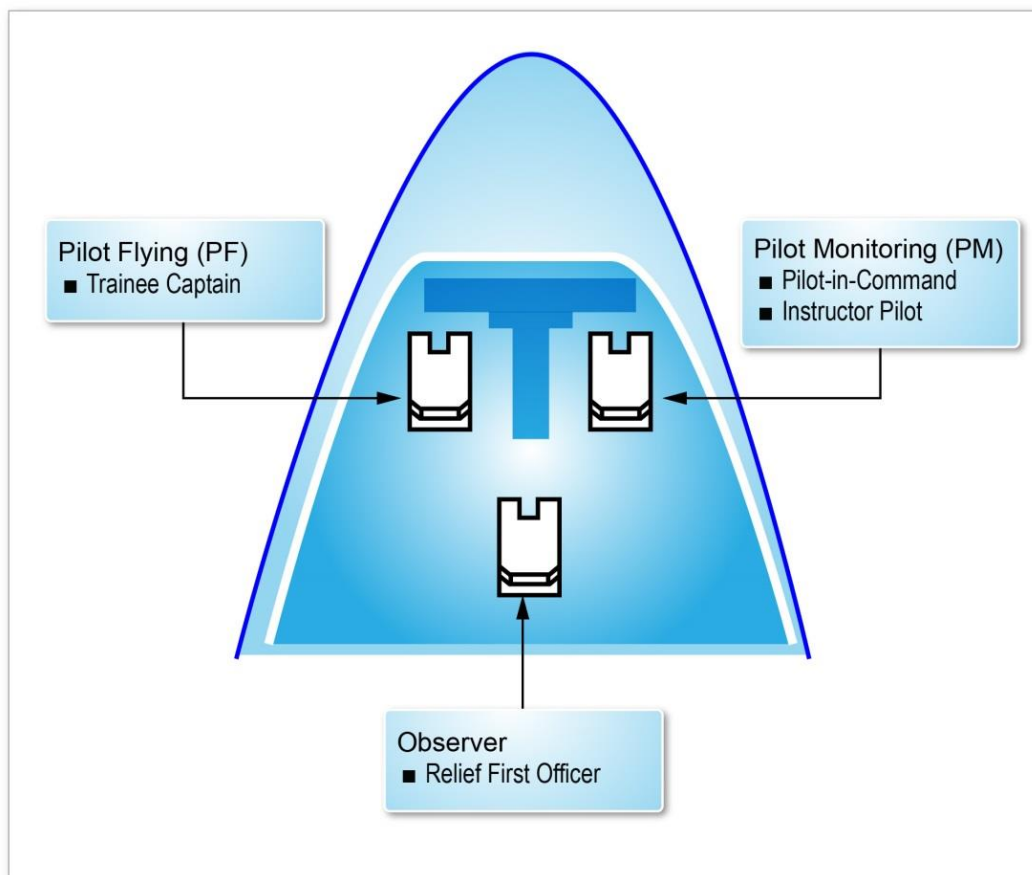 Pilot Flying (PF)
■ Trainee Captain
Pilot Monitoring (PM)
■ Pilot-in-Command
■ Instructor Pilot
Observer
■ Relief First Officer